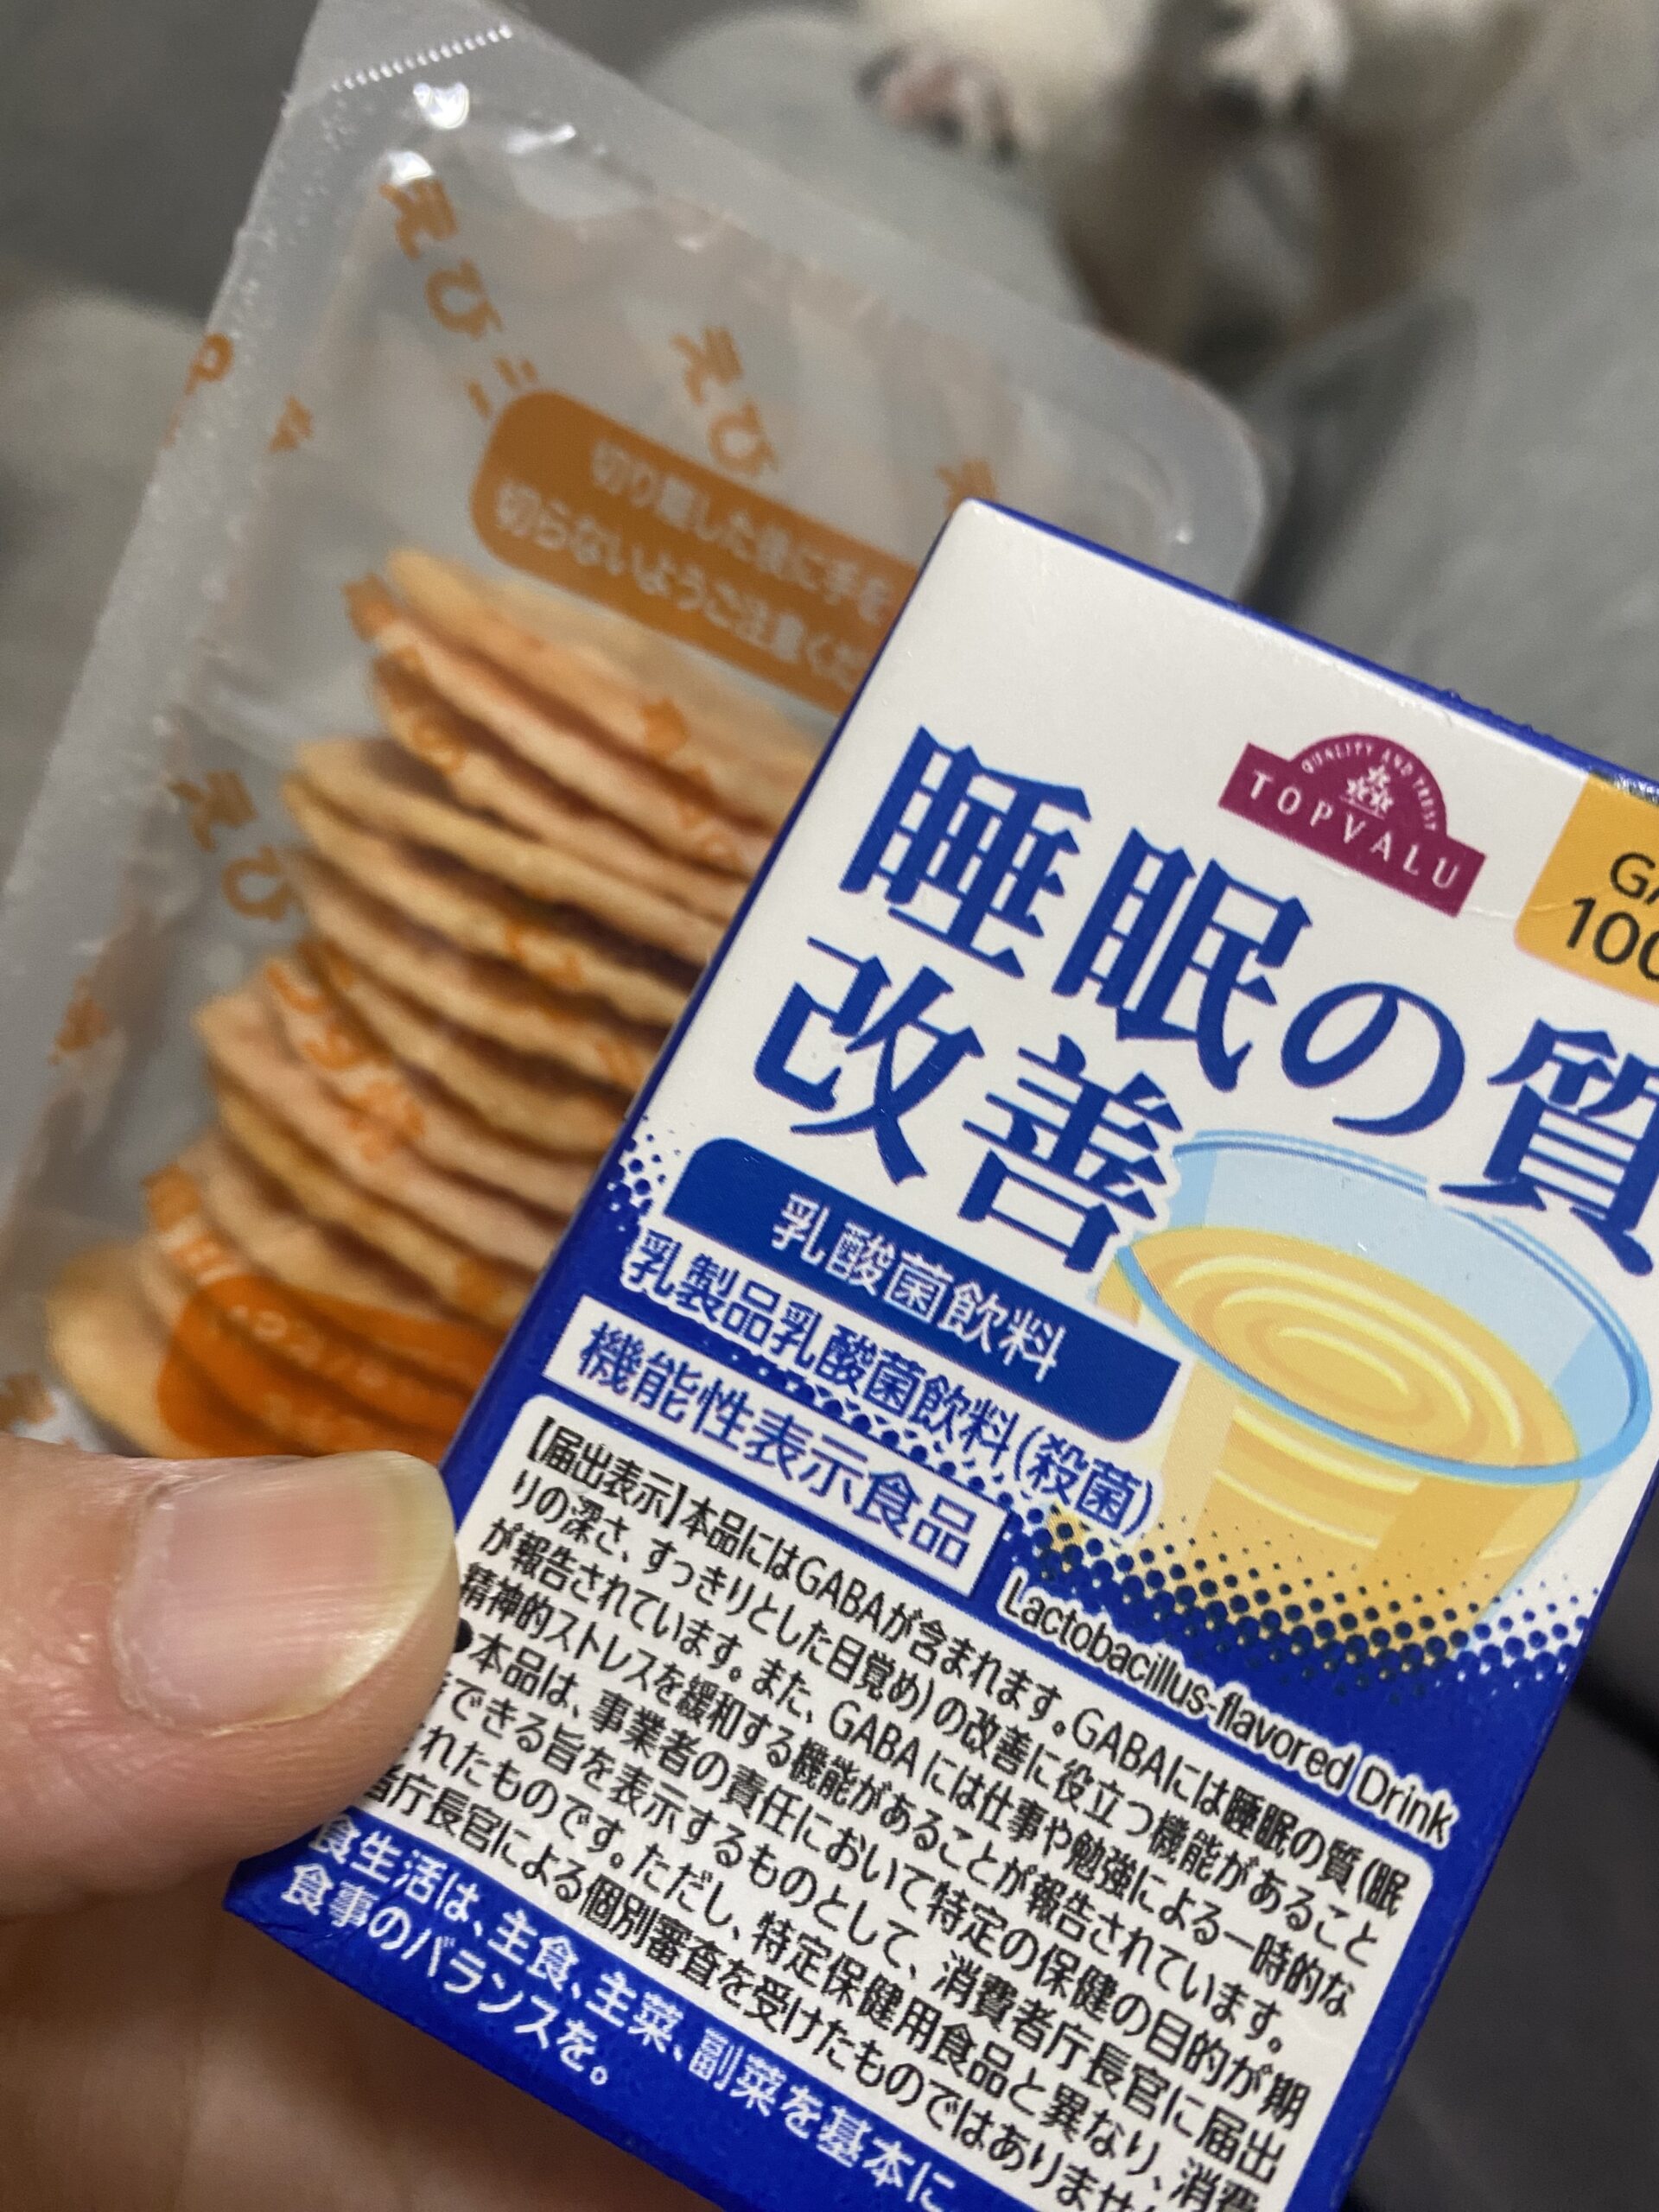 えび
えび
切り離した後に手を
切らないようご注意くだ
えび
QUALITY AND TRUST
TOPVALU
GA
100
睡眠の質
改善
乳酸菌飲料
乳製品乳酸菌飲料(殺菌)
機能性表示食品
Lactobacillus-flavored Drink
【届出表示】本品にはGABAが含まれます。GABAには睡眠の質(眠
りの深さ、すっきりとした目覚め)の改善に役立つ機能があること
が報告されています。また、GABAには仕事や勉強による一時的な
精神的ストレスを緩和する機能があることが報告されています。
●本品は、事業者の責任において特定の保健の目的が期
できる旨を表示するものとして、消費者庁長官に届出
れたものです。ただし、特定保健用食品と異なり、消費
者庁長官による個別審査を受けたものではありませ
食生活は、主食、主菜、副菜を基本に
食事のバランスを。